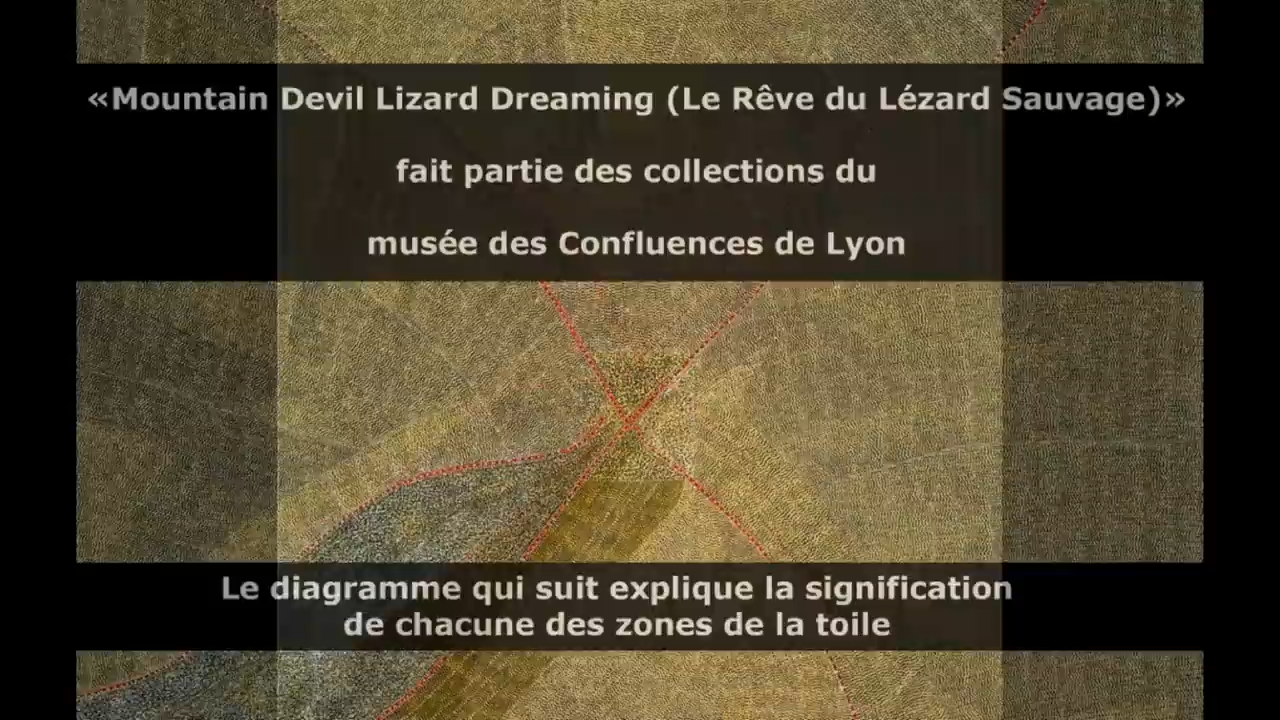 «Mountain Devil Lizard Dreaming (Le Rêve du Lézard Sauvage)»
fait partie des collections du
musée des Confluences de Lyon
Le diagramme qui suit explique la signification
de chacune des zones de la toile